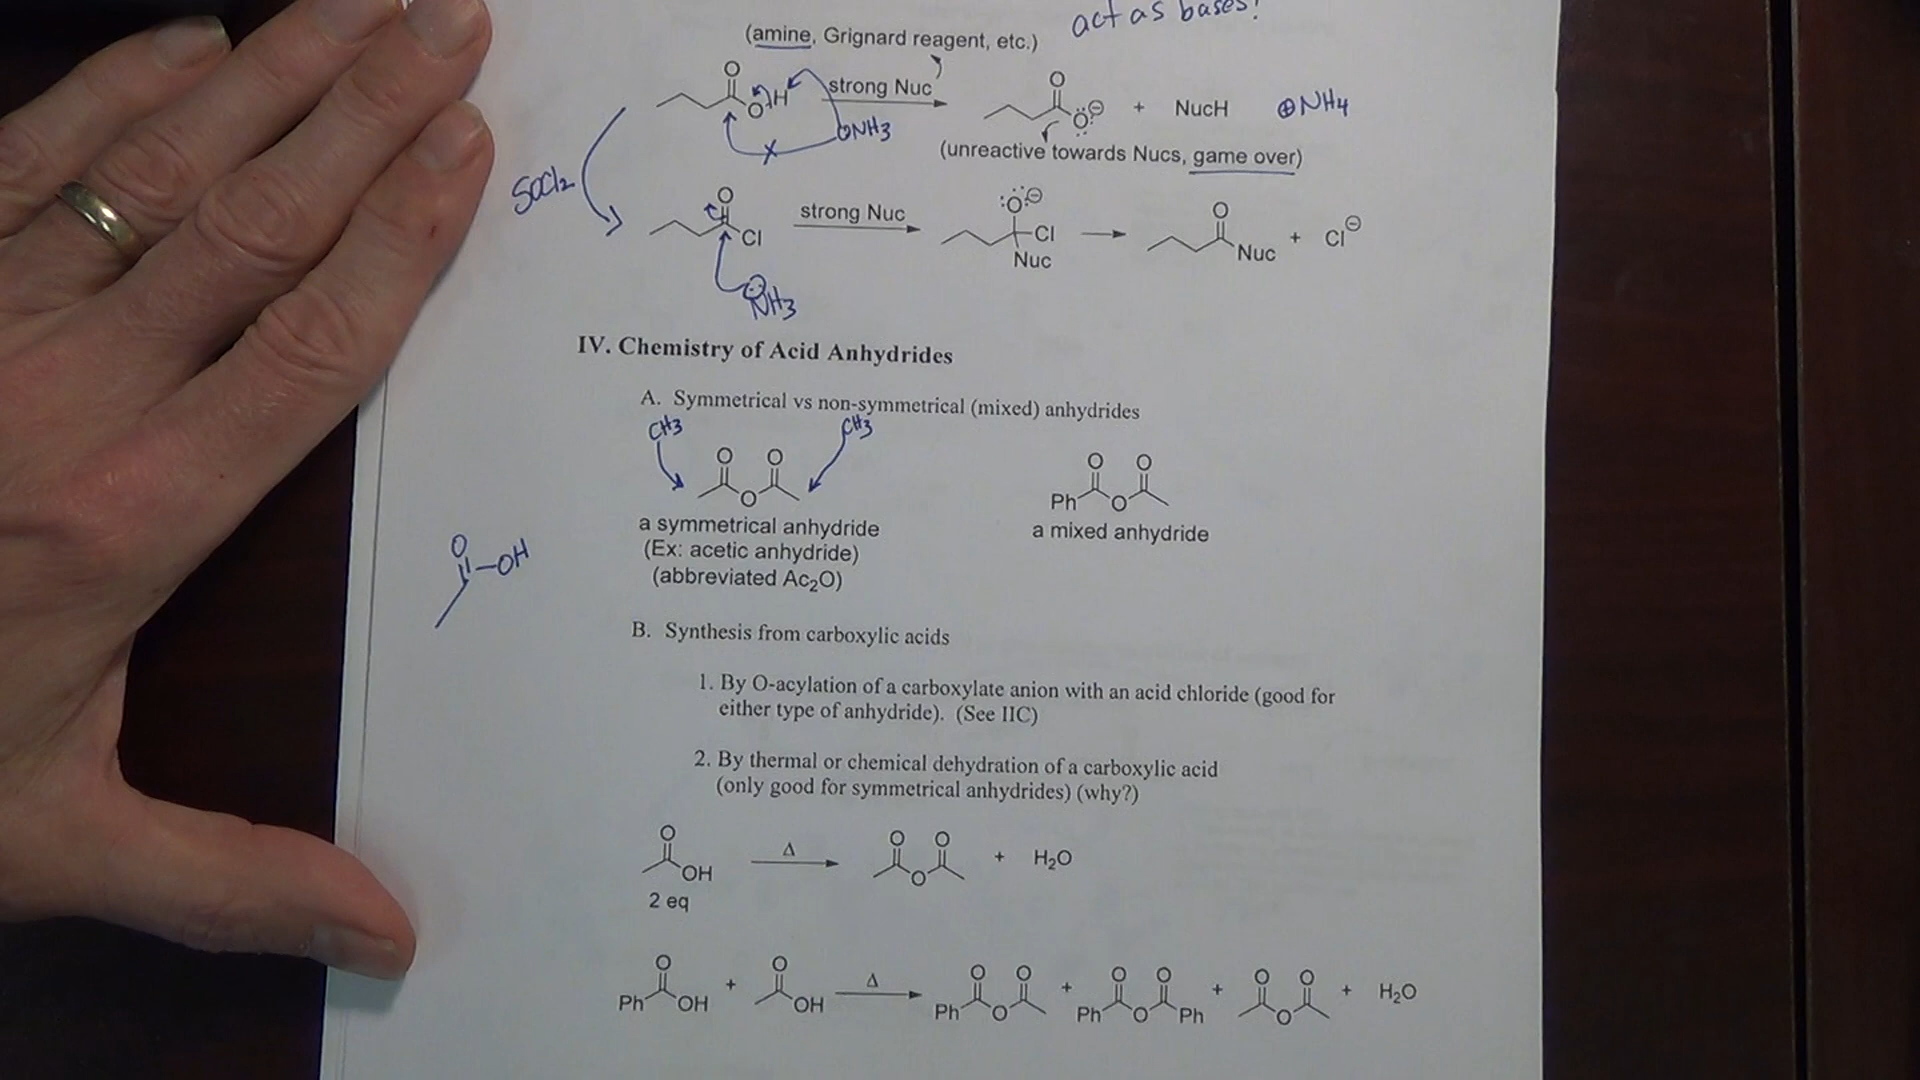 act as bases!
(amine, Grignard reagent, etc.)
O OH strong Nuc O O⊖ + NucH ⊕NH4
:NH3
(unreactive towards Nucs, game over)
SOCl2
O Cl strong Nuc :O:⊖ Cl Nuc O Nuc + Cl⊖
:NH3
IV. Chemistry of Acid Anhydrides
A. Symmetrical vs non-symmetrical (mixed) anhydrides
CH3 CH3
O O O Ph O O O
a symmetrical anhydride a mixed anhydride
(Ex: acetic anhydride)
(abbreviated Ac2O)
O OH
B. Synthesis from carboxylic acids
1. By O-acylation of a carboxylate anion with an acid chloride (good for
either type of anhydride). (See IIC)
2. By thermal or chemical dehydration of a carboxylic acid
(only good for symmetrical anhydrides) (why?)
O OH Δ O O O + H2O
2 eq
Ph O OH + O OH Δ Ph O O O + Ph O O O Ph + O O O + H2O